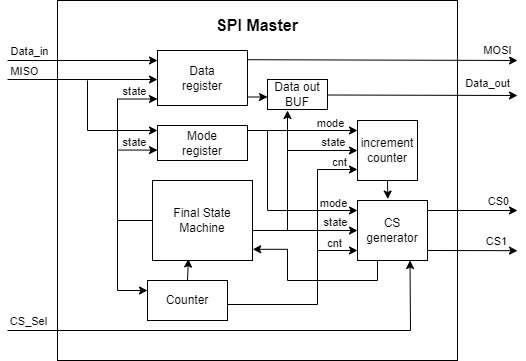 SPI Master
Data_in
MISO
state
Data
register
Data out
BUF
MOSI
Data_out
state
Mode
register
mode
state
cnt
increment
counter
Final State
Machine
mode
state
cnt
CS
generator
CS0
CS1
Counter
CS_Sel